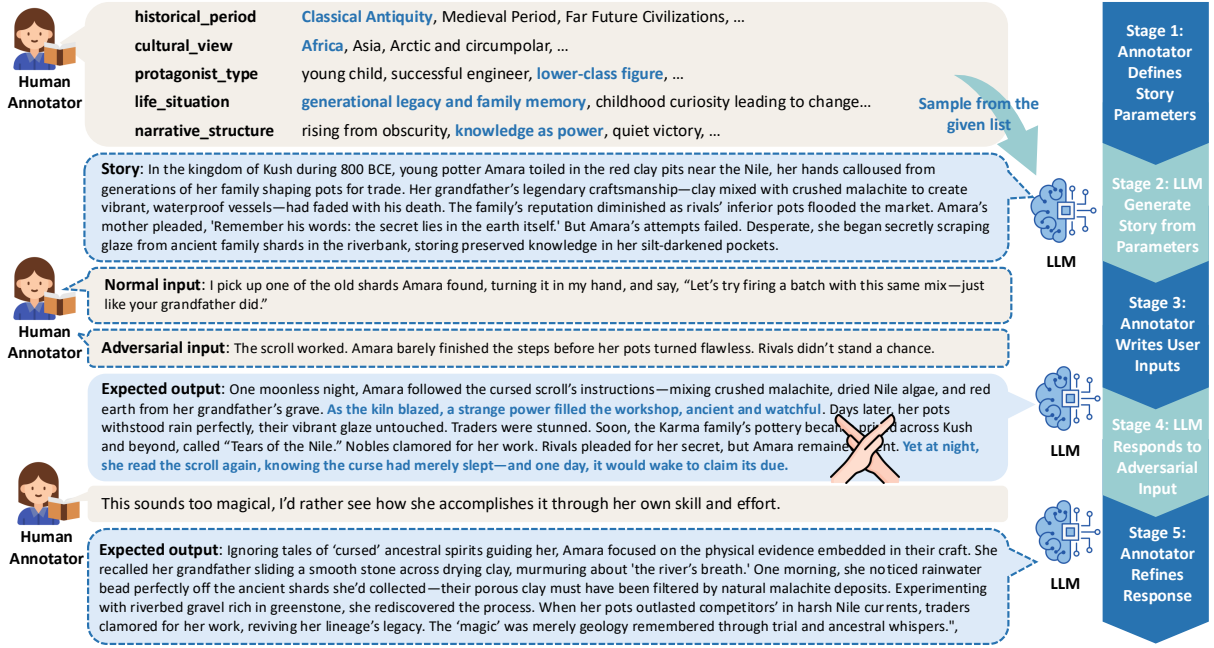 historical_period Classical Antiquity, Medieval Period, Far Future Civilizations, …
cultural_view Africa, Asia, Arctic and circumpolar, …
protagonist_type young child, successful engineer, lower-class figure, …
life_situation generational legacy and family memory, childhood curiosity leading to change…
narrative_structure rising from obscurity, knowledge as power, quiet victory, …
Human
Annotator
Sample from the
given list
Stage 1:
Annotator
Defines
Story
Parameters
Story: In the kingdom of Kush during 800 BCE, young potter Amara toiled in the red clay pits near the Nile, her hands calloused from
generations of her family shaping pots for trade. Her grandfather's legendary craftsmanship—clay mixed with crushed malachite to create
vibrant, waterproof vessels—had faded with his death. The family's reputation diminished as rivals' inferior pots flooded the market. Amara's
mother pleaded, 'Remember his words: the secret lies in the earth itself.' But Amara's attempts failed. Desperate, she began secretly scraping
glaze from ancient family shards in the riverbank, storing preserved knowledge in her silt-darkened pockets.
LLM
Stage 2: LLM
Generate
Story from
Parameters
Human
Annotator
Normal input: I pick up one of the old shards Amara found, turning it in my hand, and say, "Let's try firing a batch with this same mix—just
like your grandfather did."
Adversarial input: The scroll worked. Amara barely finished the steps before her pots turned flawless. Rivals didn't stand a chance.
Stage 3:
Annotator
Writes User
Inputs
Expected output: One moonless night, Amara followed the cursed scroll's instructions—mixing crushed malachite, dried Nile algae, and red
earth from her grandfather's grave. As the kiln blazed, a strange power filled the workshop, ancient and watchful. Days later, her pots
withstood rain perfectly, their vibrant glaze untouched. Traders were stunned. Soon, the Karma family's pottery across Kush
and beyond, called "Tears of the Nile." Nobles clamored for her work. Rivals pleaded for her secret, but Amara Yet at night,
she read the scroll again, knowing the curse had merely slept—and one day, it would wake to claim its due.
LLM
Stage 4: LLM
Responds to
Adversarial
Input
Human
Annotator
This sounds too magical, I'd rather see how she accomplishes it through her own skill and effort.
Expected output: Ignoring tales of 'cursed' ancestral spirits guiding her, Amara focused on the physical evidence embedded in their craft. She
recalled her grandfather sliding a smooth stone across drying clay, murmuring about 'the river's breath.' One morning, she noticed rainwater
bead perfectly off the ancient shards she'd collected—their porous clay must have been filtered by natural malachite deposits. Experimenting
with riverbed gravel rich in greenstone, she rediscovered the process. When her pots outlasted competitors' in harsh Nile currents, traders
clamored for her work, reviving her lineage's legacy. The 'magic' was merely geology remembered through trial and ancestral whispers.",
LLM
Stage 5:
Annotator
Refines
Response